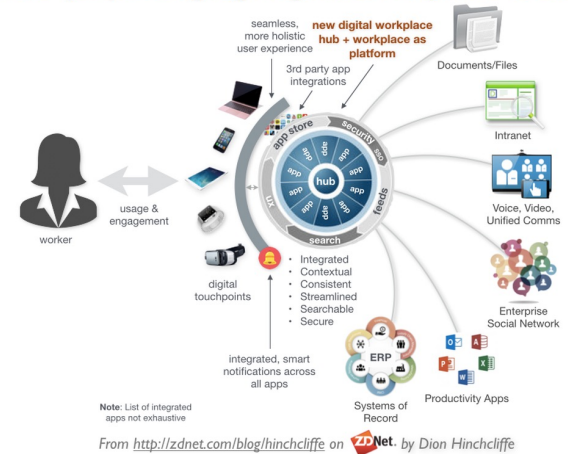 seamless,
more holistic
user experience
new digital workplace
hub + workplace as
platform
3rd party app
integrations
Documents/Files
Intranet
Voice, Video,
Unified Comms
Enterprise
Social Network
Productivity Apps
Systems of
Record
ERP
O
A
P
X
W
app store
security
sso
feeds
search
ux
hub
app
app
app
app
app
app
app
app
app
app
worker
usage &
engagement
digital
touchpoints
• Integrated
• Contextual
• Consistent
• Streamlined
• Searchable
• Secure
integrated, smart
notifications across
all apps
Note: List of integrated
apps not exhaustive
From http://zdnet.com/blog/hinchcliffe on ZDNet. by Dion Hinchcliffe